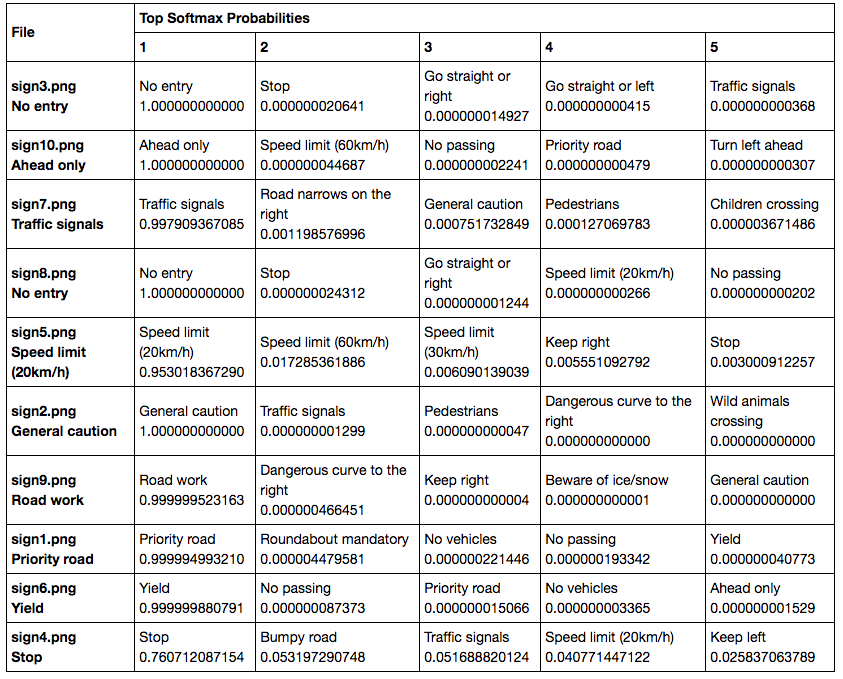 File
Top Softmax Probabilities
1
2
3
4
5
sign3.png
No entry
No entry
1.000000000000
Stop
0.000000020641
Go straight or
right
0.000000014927
Go straight or left
0.000000000415
Traffic signals
0.000000000368
sign10.png
Ahead only
Ahead only
1.000000000000
Speed limit (60km/h)
0.000000044687
No passing
0.000000002241
Priority road
0.000000000479
Turn left ahead
0.000000000307
sign7.png
Traffic signals
Traffic signals
0.997909367085
Road narrows on the
right
0.001198576996
General caution
0.000751732849
Pedestrians
0.000127069783
Children crossing
0.000003671486
sign8.png
No entry
No entry
1.000000000000
Stop
0.000000024312
Go straight or
right
0.000000001244
Speed limit (20km/h)
0.000000000266
No passing
0.000000000202
sign5.png
Speed limit
(20km/h)
Speed limit
(20km/h)
0.953018367290
Speed limit (60km/h)
0.017285361886
Speed limit
(30km/h)
0.006090139039
Keep right
0.005551092792
Stop
0.003000912257
sign2.png
General caution
General caution
1.000000000000
Traffic signals
0.000000001299
Pedestrians
0.000000000047
Dangerous curve to the
right
0.000000000000
Wild animals
crossing
0.000000000000
sign9.png
Road work
Road work
0.999999523163
Dangerous curve to the
right
0.000000466451
Keep right
0.000000000004
Beware of ice/snow
0.000000000001
General caution
0.000000000000
sign1.png
Priority road
Priority road
0.999994993210
Roundabout mandatory
0.000004479581
No vehicles
0.000000221446
No passing
0.000000193342
Yield
0.000000040773
sign6.png
Yield
Yield
0.999999880791
No passing
0.000000087373
Priority road
0.000000015066
No vehicles
0.000000003365
Ahead only
0.000000001529
sign4.png
Stop
Stop
0.760712087154
Bumpy road
0.053197290748
Traffic signals
0.051688820124
Speed limit (20km/h)
0.040771447122
Keep left
0.025837063789